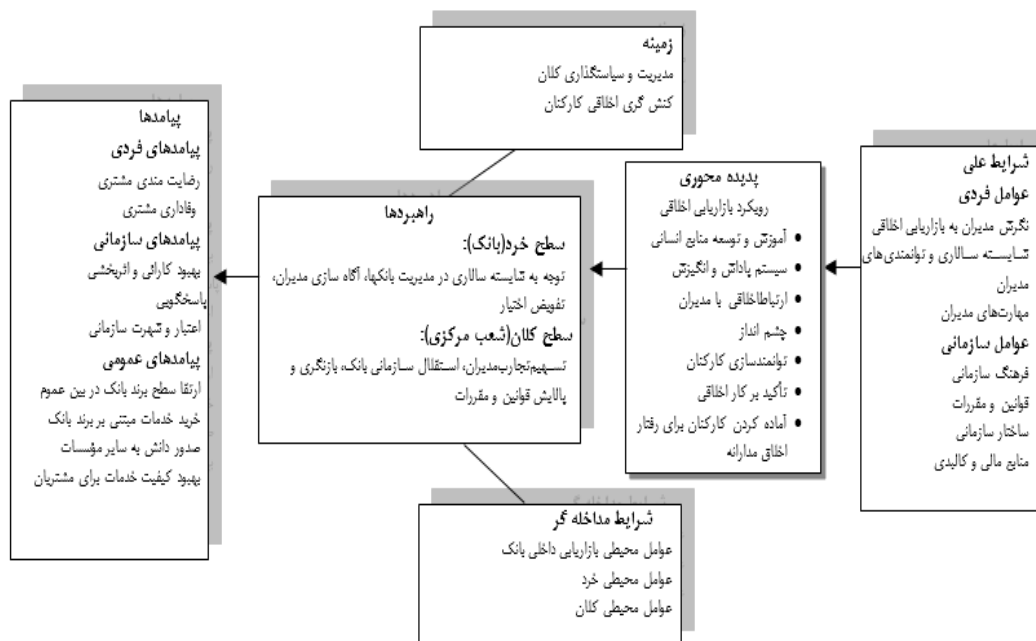 زمینه
مدیریت و سیاستگذاری کلان
کنش گری اخلاقی کارکنان
شرایط علی
عوامل فردی
نگرش مدیران به بازاریابی اخلاقی
شایسته سالاری و توانمندی‌های
مدیران
مهارت‌های مدیران
عوامل سازمانی
فرهنگ سازمانی
قوانین و مقررات
ساختار سازمانی
منابع مالی و کالبدی
پدیده محوری
رویکرد بازاریابی اخلاقی
• آموزش و توسعه منابع انسانی
• سیستم پاداش و انگیزش
• ارتباطاخلاقی با مدیران
• چشم انداز
• توانمندسازی کارکنان
• تأکید بر کار اخلاقی
• آماده کردن کارکنان برای رفتار
اخلاق مدارانه
راهبردها
سطح خرد(بانک):
توجه به شایسته سالاری در مدیریت بانکها، آگاه سازی مدیران،
تفویض اختیار
سطح کلان(شعب مرکزی):
تسهیم‌تجارب‌مدیران، استقلال سازمانی بانک، بازنگری و
پالایش قوانین و مقررات
شرایط مداخله گر
عوامل محیطی بازاریابی داخلی بانک
عوامل محیطی خرد
عوامل محیطی کلان
پیامدها
پیامدهای فردی
رضایت مندی مشتری
وفاداری مشتری
پیامدهای سازمانی
بهبود کارائی و اثربخشی
پاسخگویی
اعتبار و شهرت سازمانی
پیامدهای عمومی
ارتقا سطح برند بانک در بین عموم
خرید خدمات مبتنی بر برند بانک
صدور دانش به سایر مؤسسات
بهبود کیفیت خدمات برای مشتریان